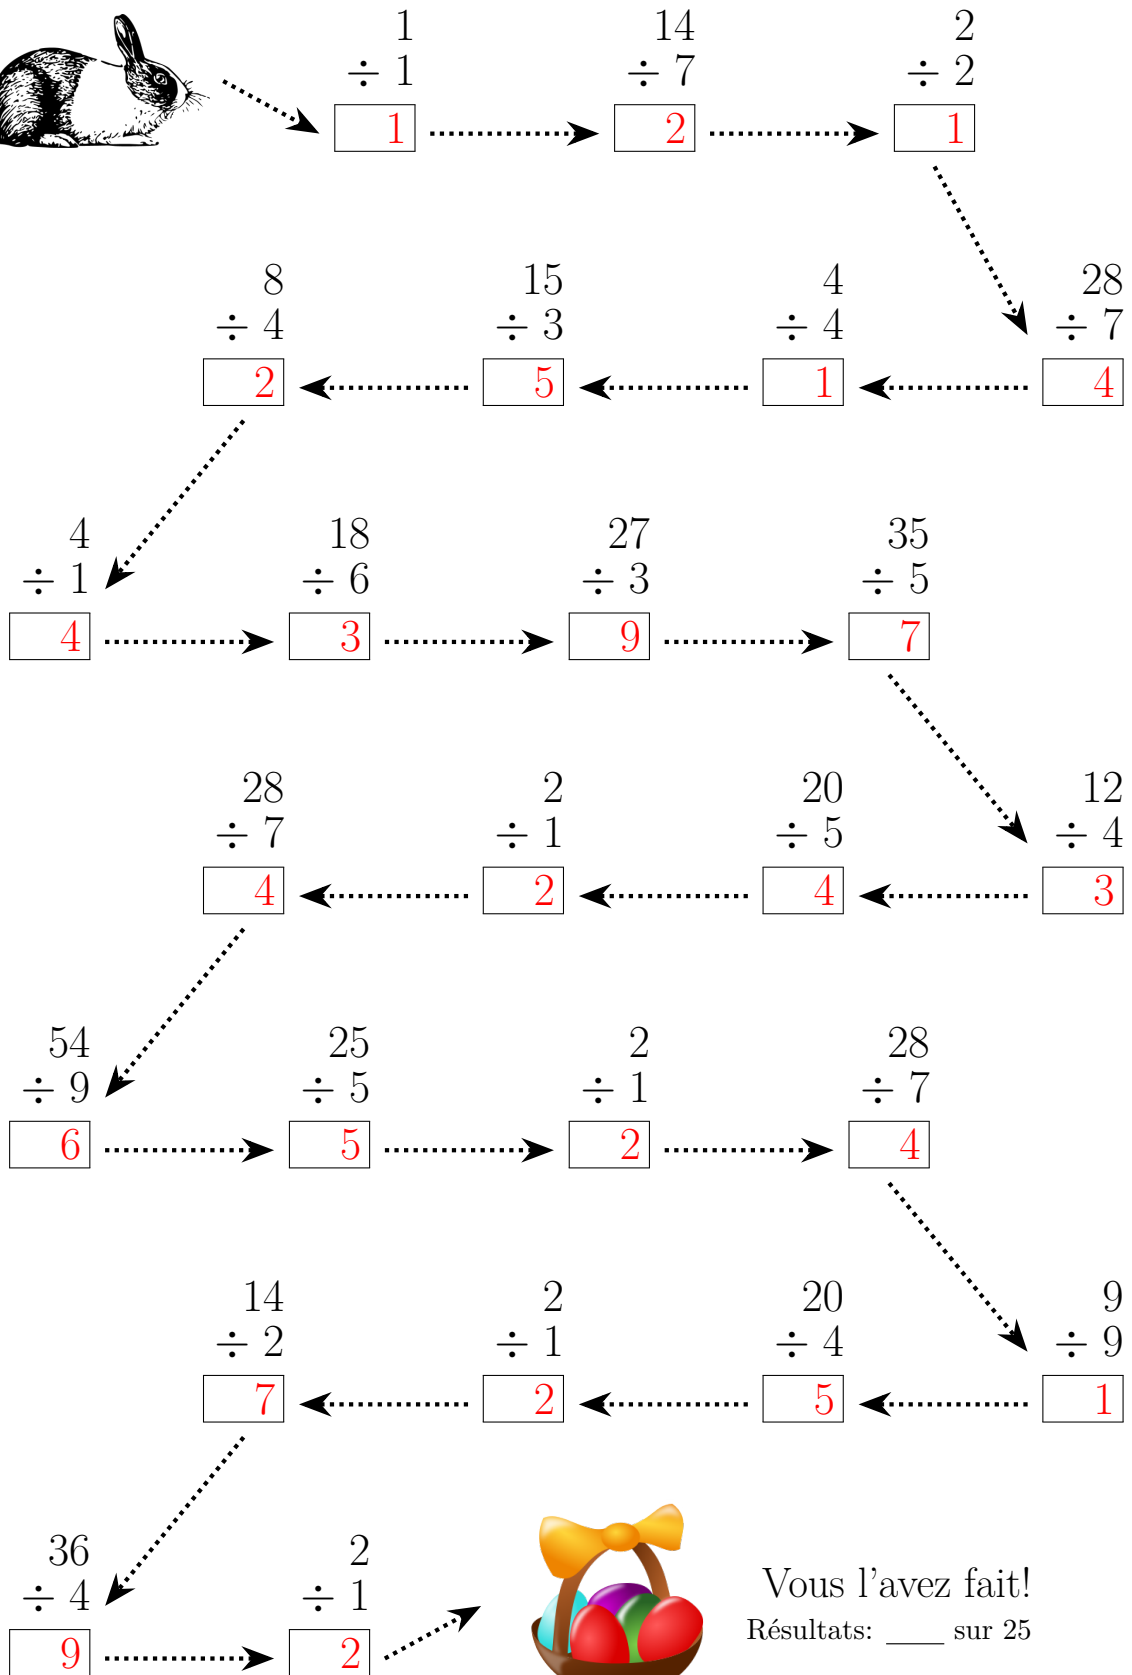 1 14 2
÷ 1 ÷ 7 ÷ 2
1 2 1
8 15 4 28
÷ 4 ÷ 3 ÷ 4 ÷ 7
2 5 1 4
4 18 27 35
÷ 1 ÷ 6 ÷ 3 ÷ 5
4 3 9 7
28 2 20 12
÷ 7 ÷ 1 ÷ 5 ÷ 4
4 2 4 3
54 25 2 28
÷ 9 ÷ 5 ÷ 1 ÷ 7
6 5 2 4
14 2 20 9
÷ 2 ÷ 1 ÷ 4 ÷ 9
7 2 5 1
36 2
÷ 4 ÷ 1
9 2
Vous l'avez fait!
Résultats: ____ sur 25